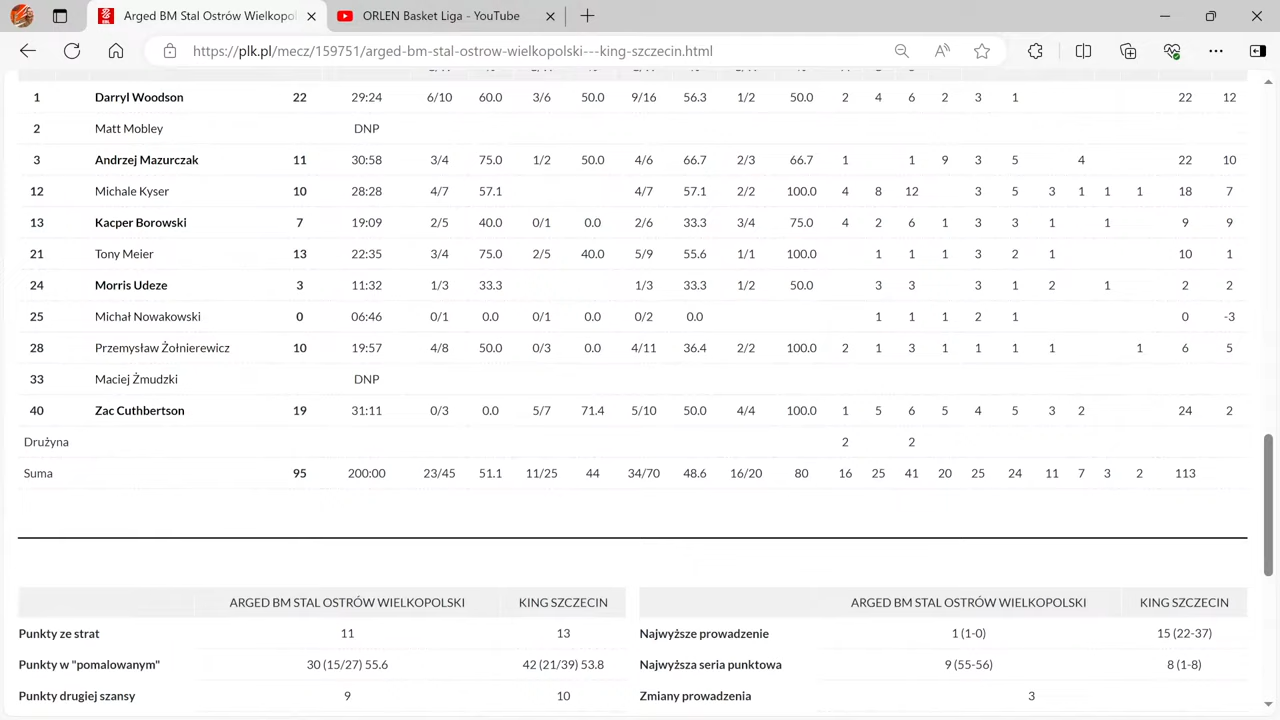 Arged BM Stal Ostrów Wielkopol
ORLEN Basket Liga - YouTube
https://plk.pl/mecz/159751/arged-bm-stal-ostrow-wielkopolski---king-szczecin.html
1 Darryl Woodson 22 29:24 6/10 60.0 3/6 50.0 9/16 56.3 1/2 50.0 2 4 6 2 3 1 22 12
2 Matt Mobley DNP
3 Andrzej Mazurczak 11 30:58 3/4 75.0 1/2 50.0 4/6 66.7 2/3 66.7 1 1 9 3 5 4 22 10
12 Michale Kyser 10 28:28 4/7 57.1 4/7 57.1 2/2 100.0 4 8 12 3 5 3 1 1 1 18 7
13 Kacper Borowski 7 19:09 2/5 40.0 0/1 0.0 2/6 33.3 3/4 75.0 4 2 6 1 3 3 1 1 9 9
21 Tony Meier 13 22:35 3/4 75.0 2/5 40.0 5/9 55.6 1/1 100.0 1 1 1 3 2 1 10 1
24 Morris Udeze 3 11:32 1/3 33.3 1/3 33.3 1/2 50.0 3 3 3 1 2 1 2 2
25 Michał Nowakowski 0 06:46 0/1 0.0 0/1 0.0 0/2 0.0 1 1 1 2 1 0 -3
28 Przemysław Żołnierewicz 10 19:57 4/8 50.0 0/3 0.0 4/11 36.4 2/2 100.0 2 1 3 1 1 1 1 1 6 5
33 Maciej Żmudzki DNP
40 Zac Cuthbertson 19 31:11 0/3 0.0 5/7 71.4 5/10 50.0 4/4 100.0 1 5 6 5 4 5 3 2 24 2
Drużyna 2 2
Suma 95 200:00 23/45 51.1 11/25 44 34/70 48.6 16/20 80 16 25 41 20 25 24 11 7 3 2 113
ARGED BM STAL OSTRÓW WIELKOPOLSKI KING SZCZECIN
Punkty ze strat 11 13
Punkty w "pomalowanym" 30 (15/27) 55.6 42 (21/39) 53.8
Punkty drugiej szansy 9 10
ARGED BM STAL OSTRÓW WIELKOPOLSKI KING SZCZECIN
Najwyższe prowadzenie 1 (1-0) 15 (22-37)
Najwyższa seria punktowa 9 (55-56) 8 (1-8)
Zmiany prowadzenia 3